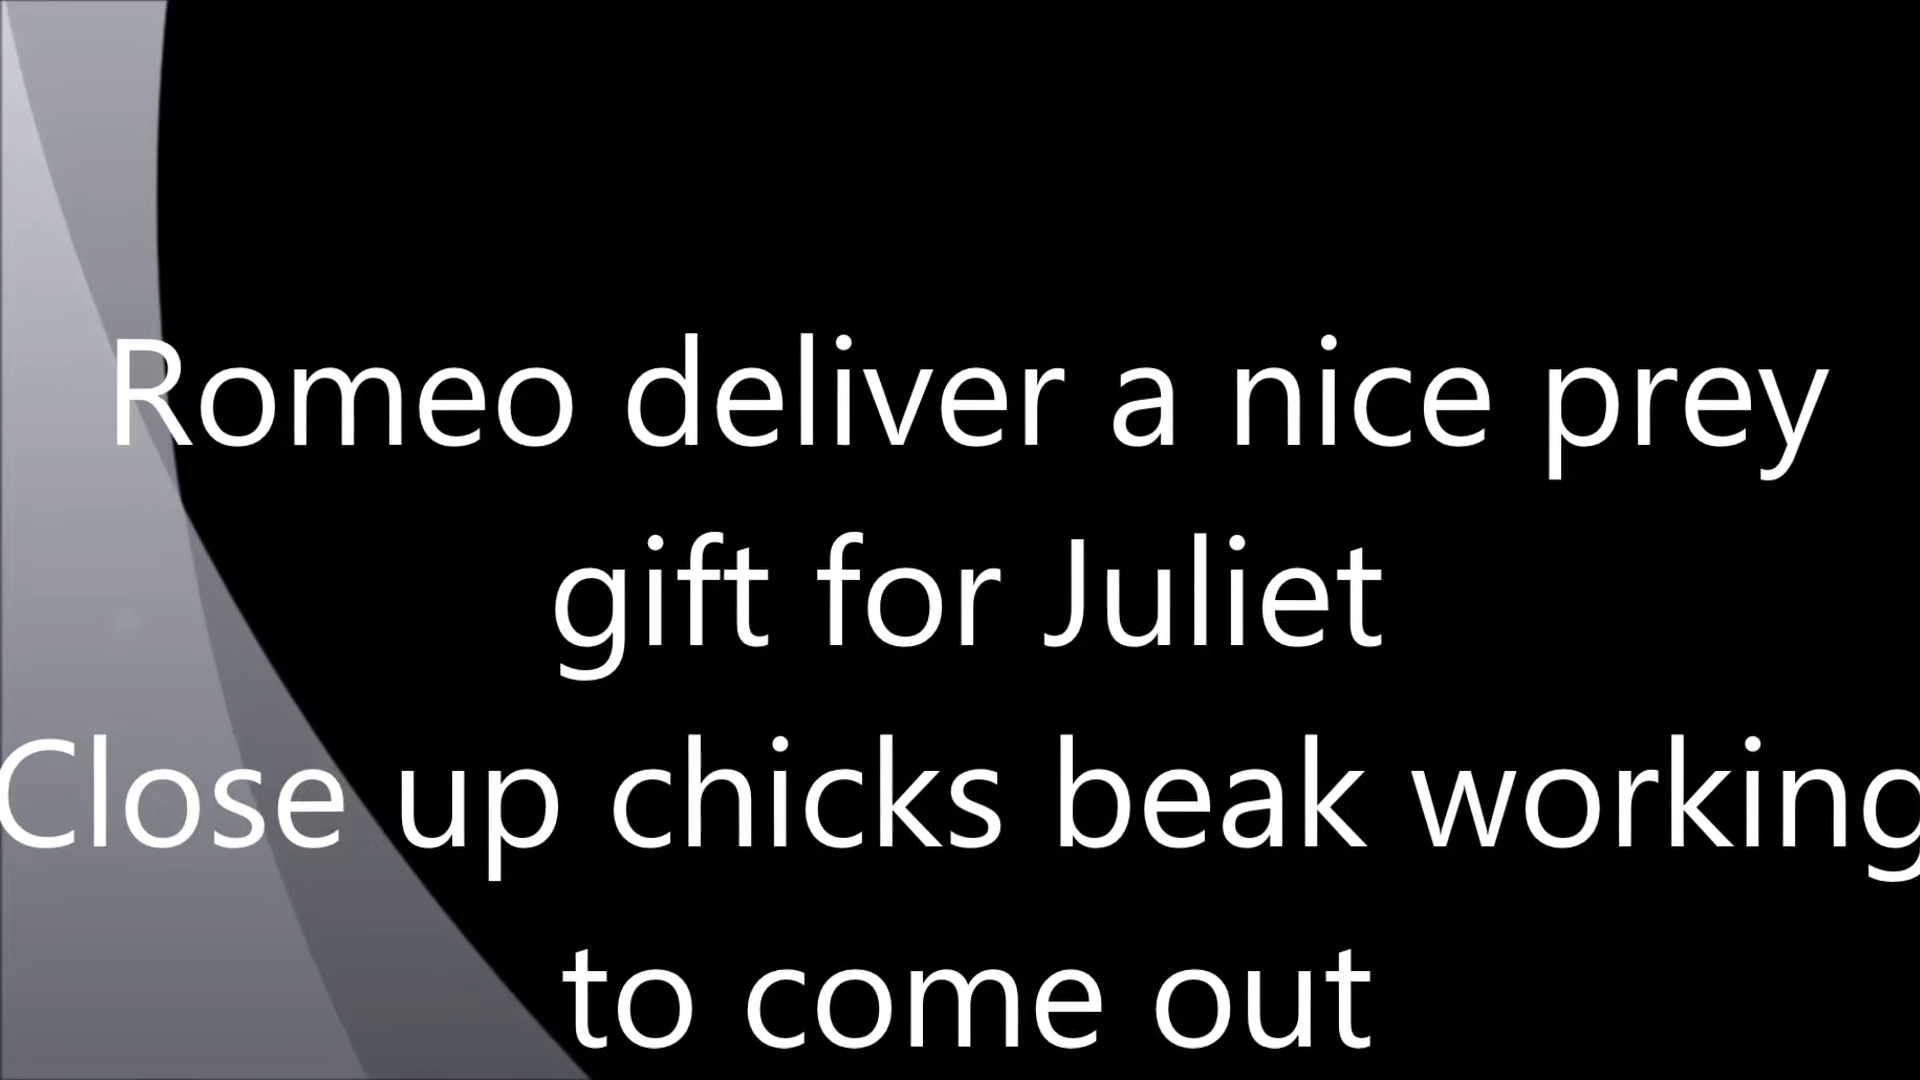 Romeo deliver a nice prey
gift for Juliet
Close up chicks beak working
to come out